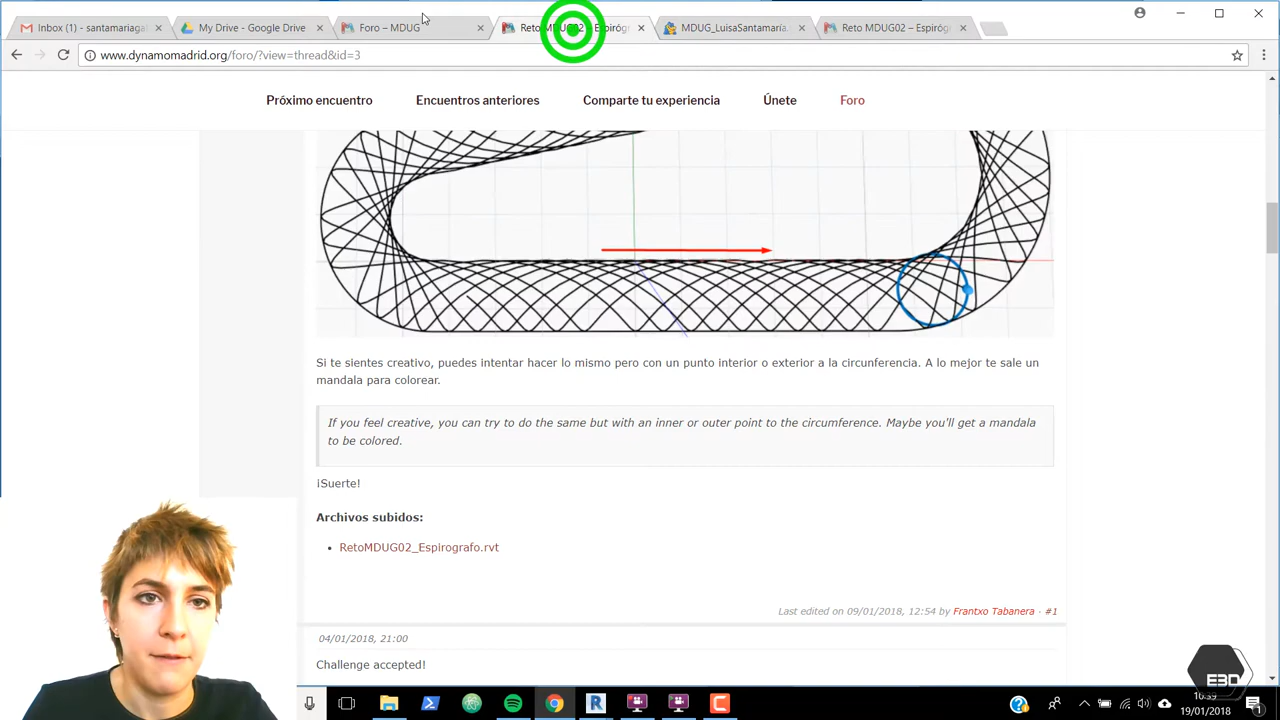 Inbox (1) - santamariaga
My Drive - Google Drive
Foro – MDUG
Reto MDUG02 – Espirógr
MDUG_LuisaSantamaría
Reto MDUG02 – Espirógr
www.dynamomadrid.org/foro/?view=thread&id=3
Próximo encuentro
Encuentros anteriores
Comparte tu experiencia
Únete
Foro
Si te sientes creativo, puedes intentar hacer lo mismo pero con un punto interior o exterior a la circunferencia. A lo mejor te sale un
mandala para colorear.
If you feel creative, you can try to do the same but with an inner or outer point to the circumference. Maybe you'll get a mandala
to be colored.
¡Suerte!
Archivos subidos:
• RetoMDUG02_Espirografo.rvt
Last edited on 09/01/2018, 12:54 by Frantxo Tabanera · #1
04/01/2018, 21:00
Challenge accepted!
E3D
19/01/2018